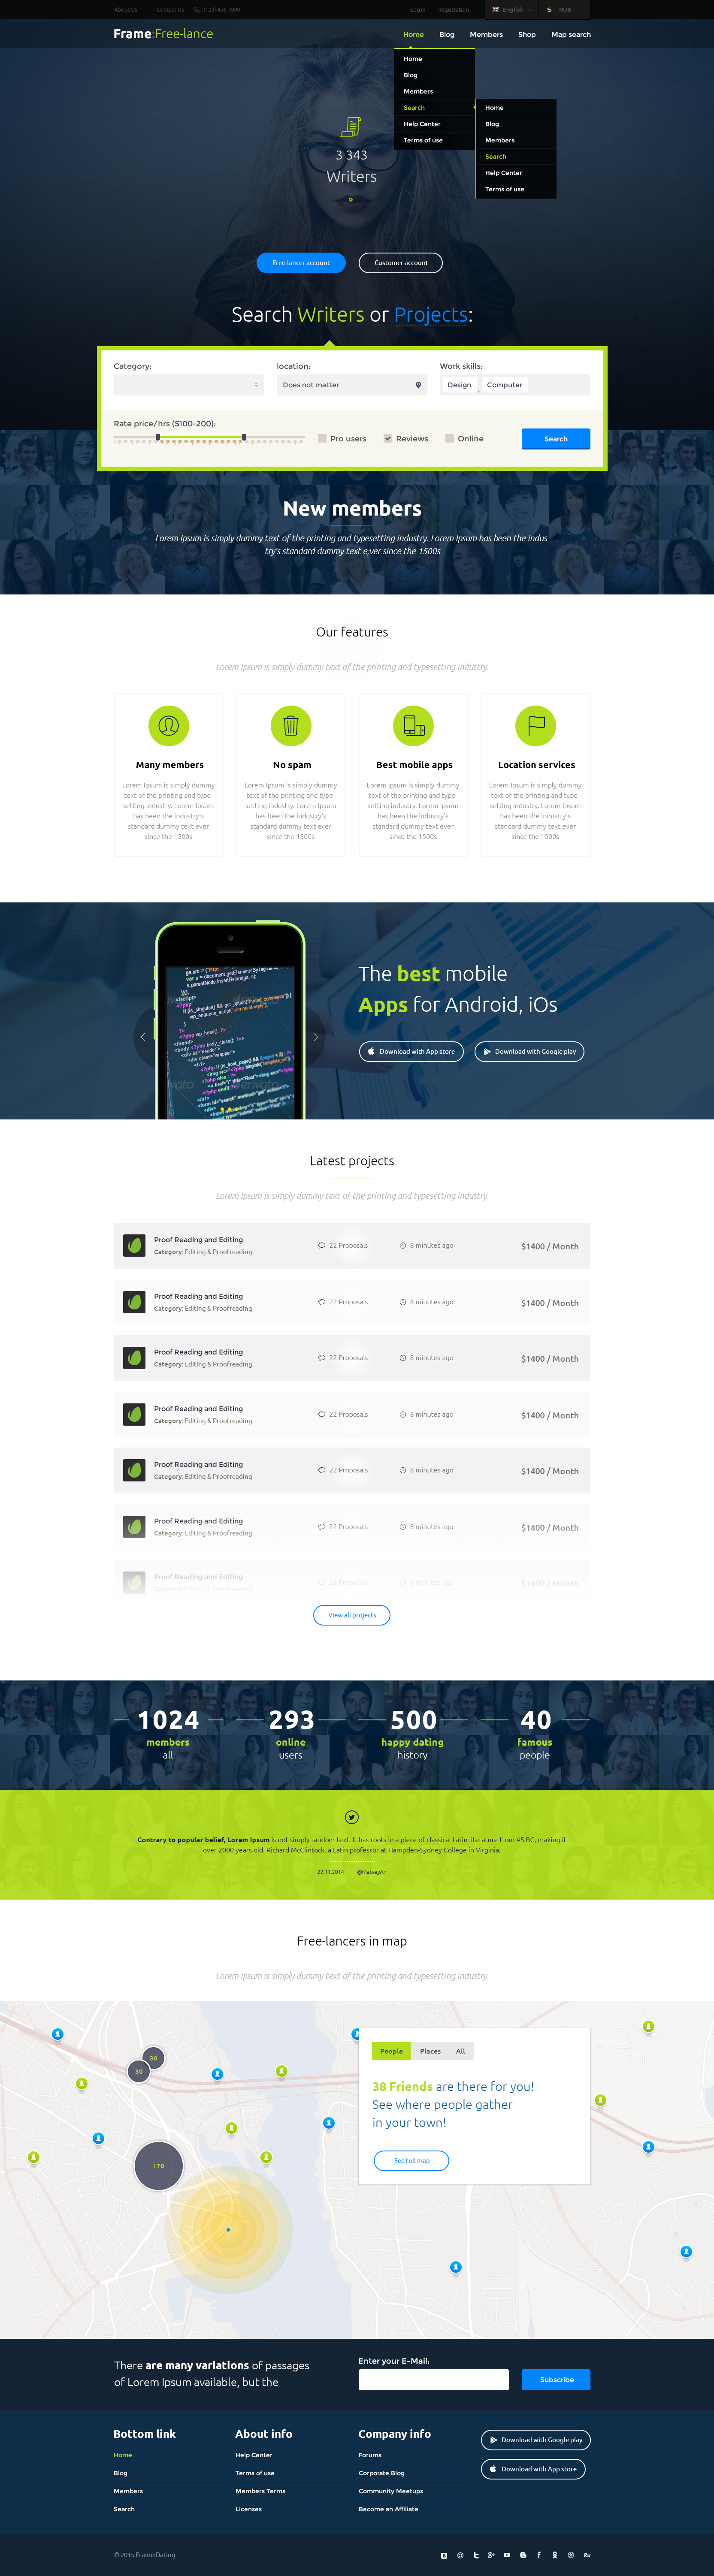 About Us Contact Us (123) 456-7890 Log in Registration English RUB
Frame:Free-lance
Home Blog Members Shop Map search
Home
Blog
Members
Search
Help Center
Terms of use
Home
Blog
Members
Search
Help Center
Terms of use
3 343
Writers
Free-lancer account Customer account
Search Writers or Projects:
Category: location: Work skills:
Does not matter Design Computer
Rate price/hrs ($100-200):
Pro users Reviews Online Search
New members
Lorem Ipsum is simply dummy text of the printing and typesetting industry. Lorem Ipsum has been the indus-
try's standard dummy text e;ver since the 1500s
Our features
Lorem Ipsum is simply dummy text of the printing and typesetting industry.
Many members
Lorem Ipsum is simply dummy
text of the printing and type-
setting industry. Lorem Ipsum
has been the industry's
standard dummy text ever
since the 1500s
No spam
Lorem Ipsum is simply dummy
text of the printing and type-
setting industry. Lorem Ipsum
has been the industry's
standard dummy text ever
since the 1500s
Best mobile apps
Lorem Ipsum is simply dummy
text of the printing and type-
setting industry. Lorem Ipsum
has been the industry's
standard dummy text ever
since the 1500s
Location services
Lorem Ipsum is simply dummy
text of the printing and type-
setting industry. Lorem Ipsum
has been the industry's
standard dummy text ever
since the 1500s
The best mobile
Apps for Android, iOs
Download with App store Download with Google play
Latest projects
Lorem Ipsum is simply dummy text of the printing and typesetting industry.
Proof Reading and Editing
Category: Editing & Proofreading
22 Proposals 8 minutes ago $1400 / Month
Proof Reading and Editing
Category: Editing & Proofreading
22 Proposals 8 minutes ago $1400 / Month
Proof Reading and Editing
Category: Editing & Proofreading
22 Proposals 8 minutes ago $1400 / Month
Proof Reading and Editing
Category: Editing & Proofreading
22 Proposals 8 minutes ago $1400 / Month
Proof Reading and Editing
Category: Editing & Proofreading
22 Proposals 8 minutes ago $1400 / Month
Proof Reading and Editing
Category: Editing & Proofreading
22 Proposals 8 minutes ago $1400 / Month
Proof Reading and Editing
Category: Editing & Proofreading
22 Proposals 8 minutes ago $1400 / Month
View all projects
1024
members
all
293
online
users
500
happy dating
history
40
famous
people
Contrary to popular belief, Lorem Ipsum is not simply random text. It has roots in a piece of classical Latin literature from 45 BC, making it
over 2000 years old. Richard McClintock, a Latin professor at Hampden-Sydney College in Virginia,
22.11.2014 @MatveyAn
Free-lancers in map
Lorem Ipsum is simply dummy text of the printing and typesetting industry.
30
30
170
People Places All
38 Friends are there for you!
See where people gather
in your town!
See full map
There are many variations of passages
of Lorem Ipsum available, but the
Enter your E-Mail:
Subscribe
Bottom link
Home
Blog
Members
Search
About info
Help Center
Terms of use
Members Terms
Licenses
Company info
Forums
Corporate Blog
Community Meetups
Become an Affiliate
Download with Google play
Download with App store
© 2015 Frame:Dating